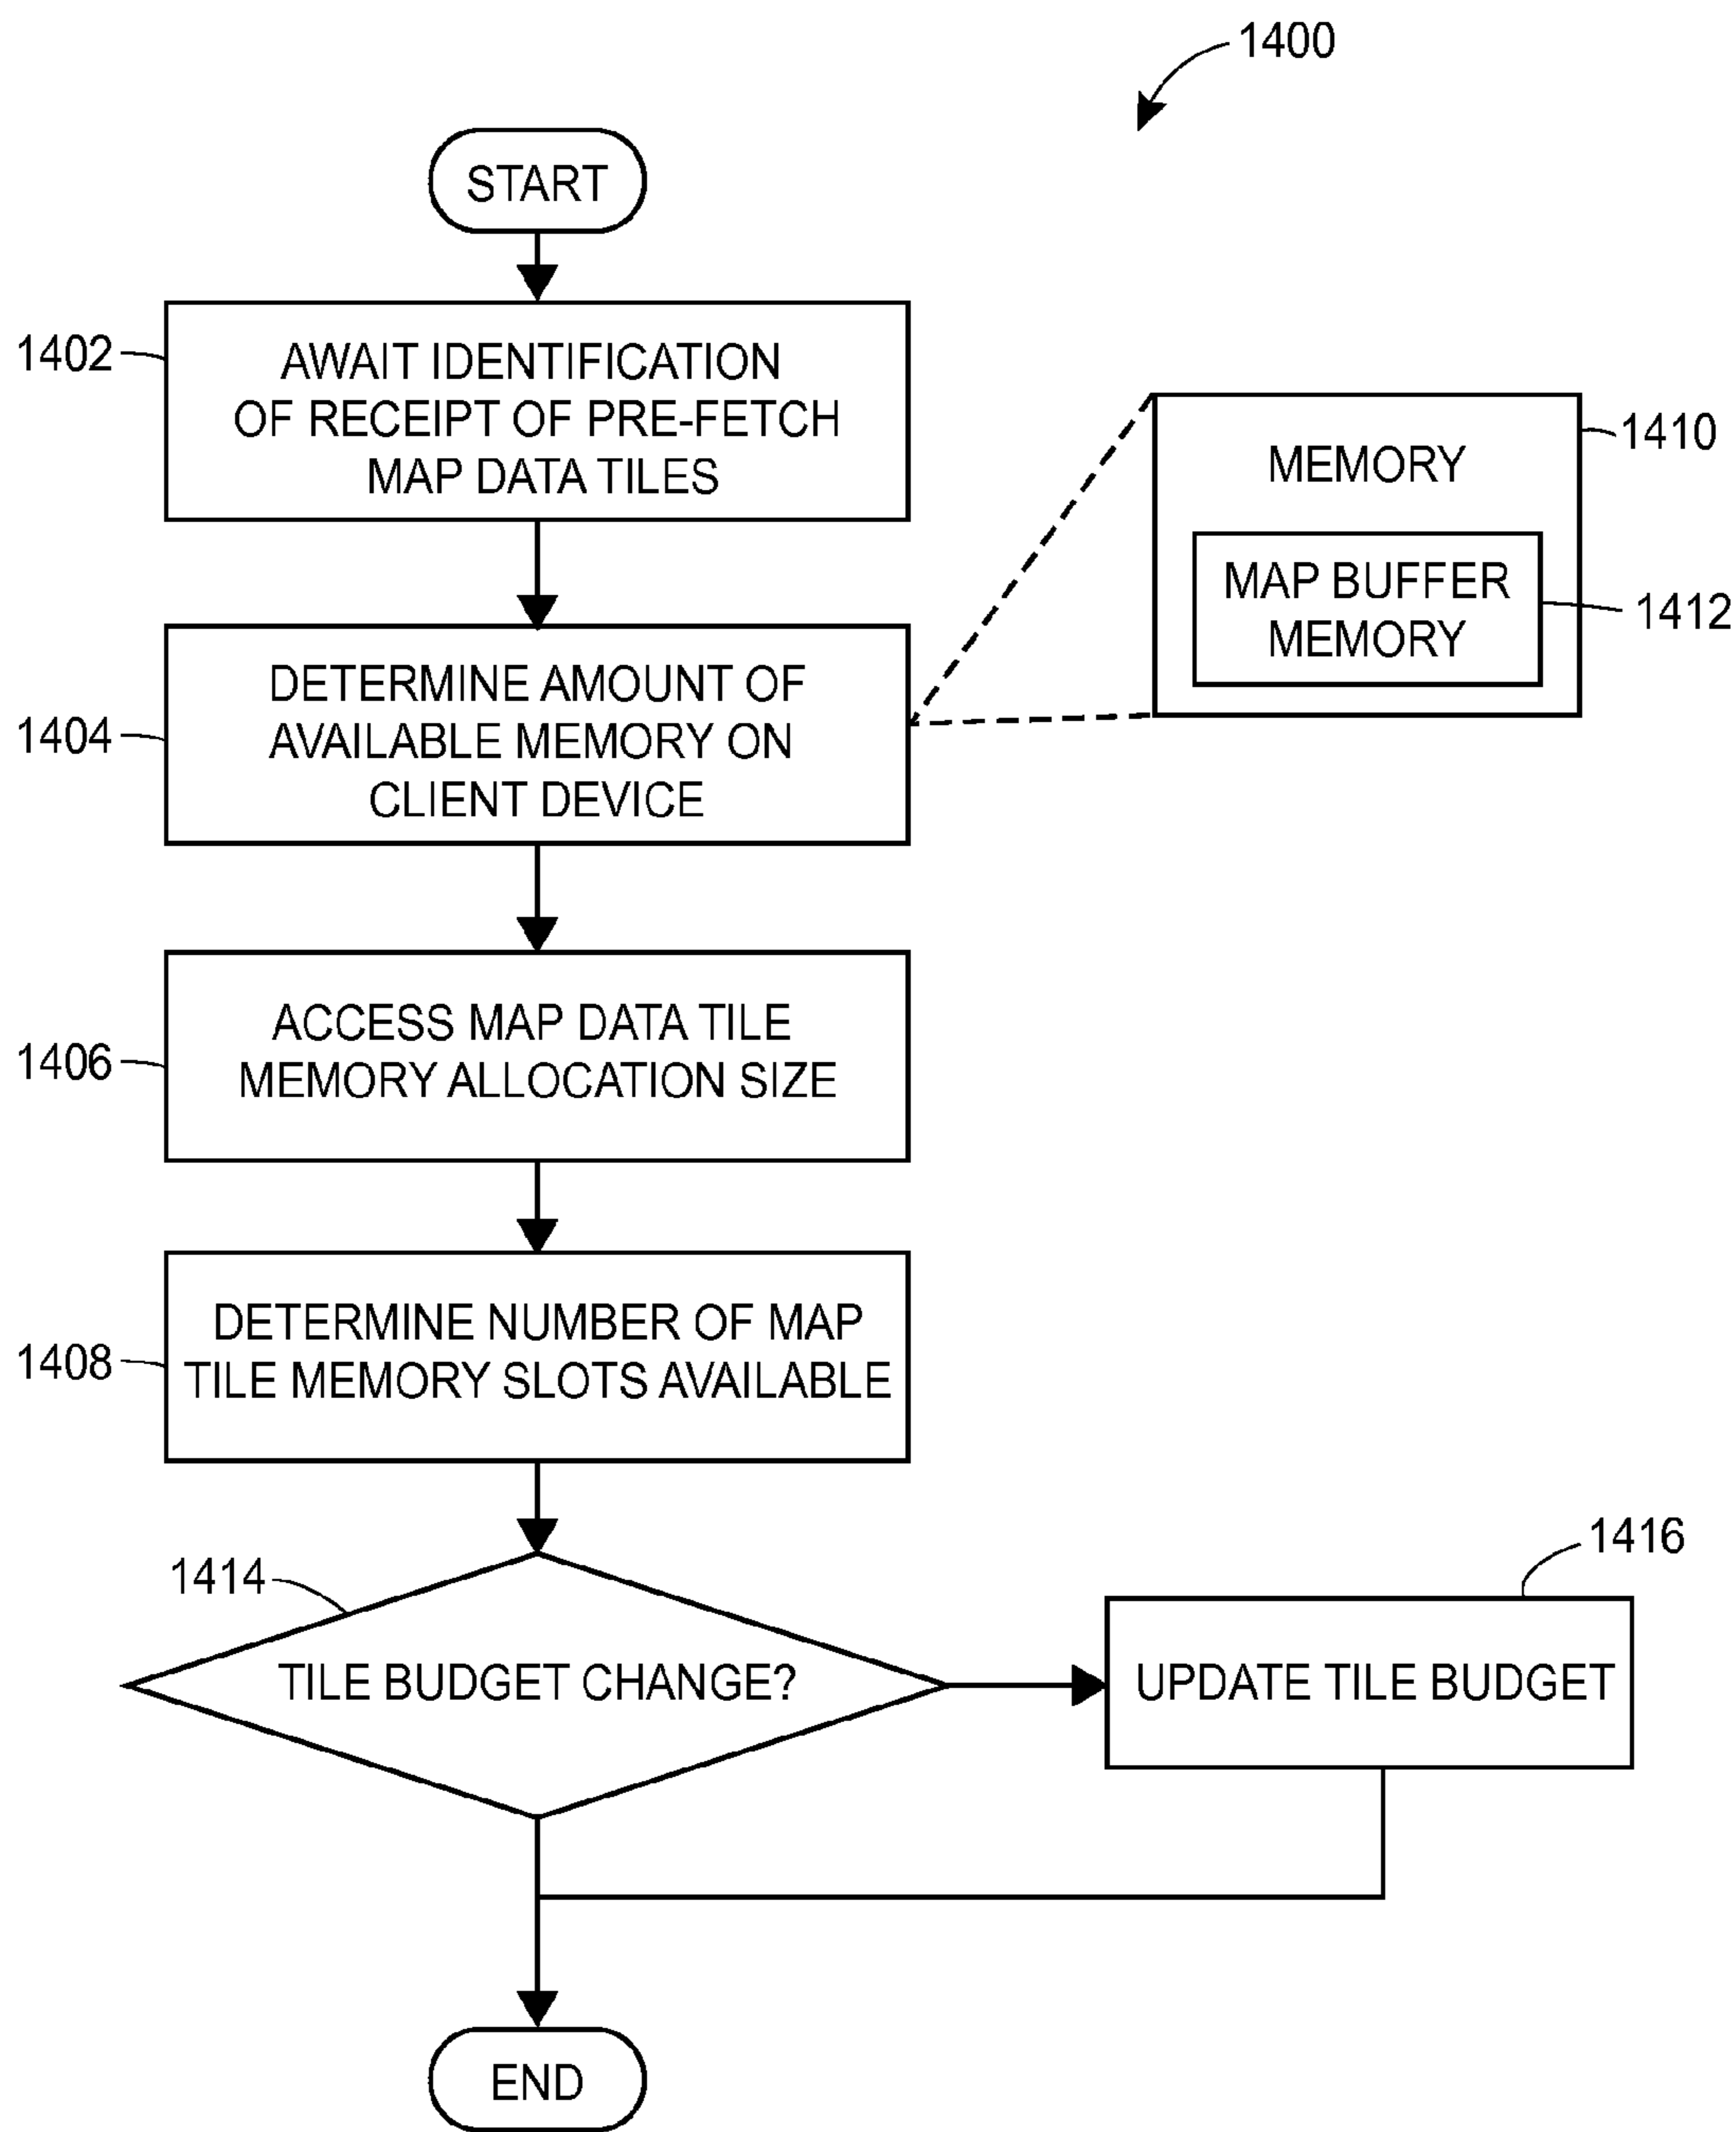 1400
START
1402
AWAIT IDENTIFICATION
OF RECEIPT OF PRE-FETCH
MAP DATA TILES
1410
MEMORY
MAP BUFFER
MEMORY
1412
1404
DETERMINE AMOUNT OF
AVAILABLE MEMORY ON
CLIENT DEVICE
1406
ACCESS MAP DATA TILE
MEMORY ALLOCATION SIZE
1408
DETERMINE NUMBER OF MAP
TILE MEMORY SLOTS AVAILABLE
1414
TILE BUDGET CHANGE?
1416
UPDATE TILE BUDGET
END